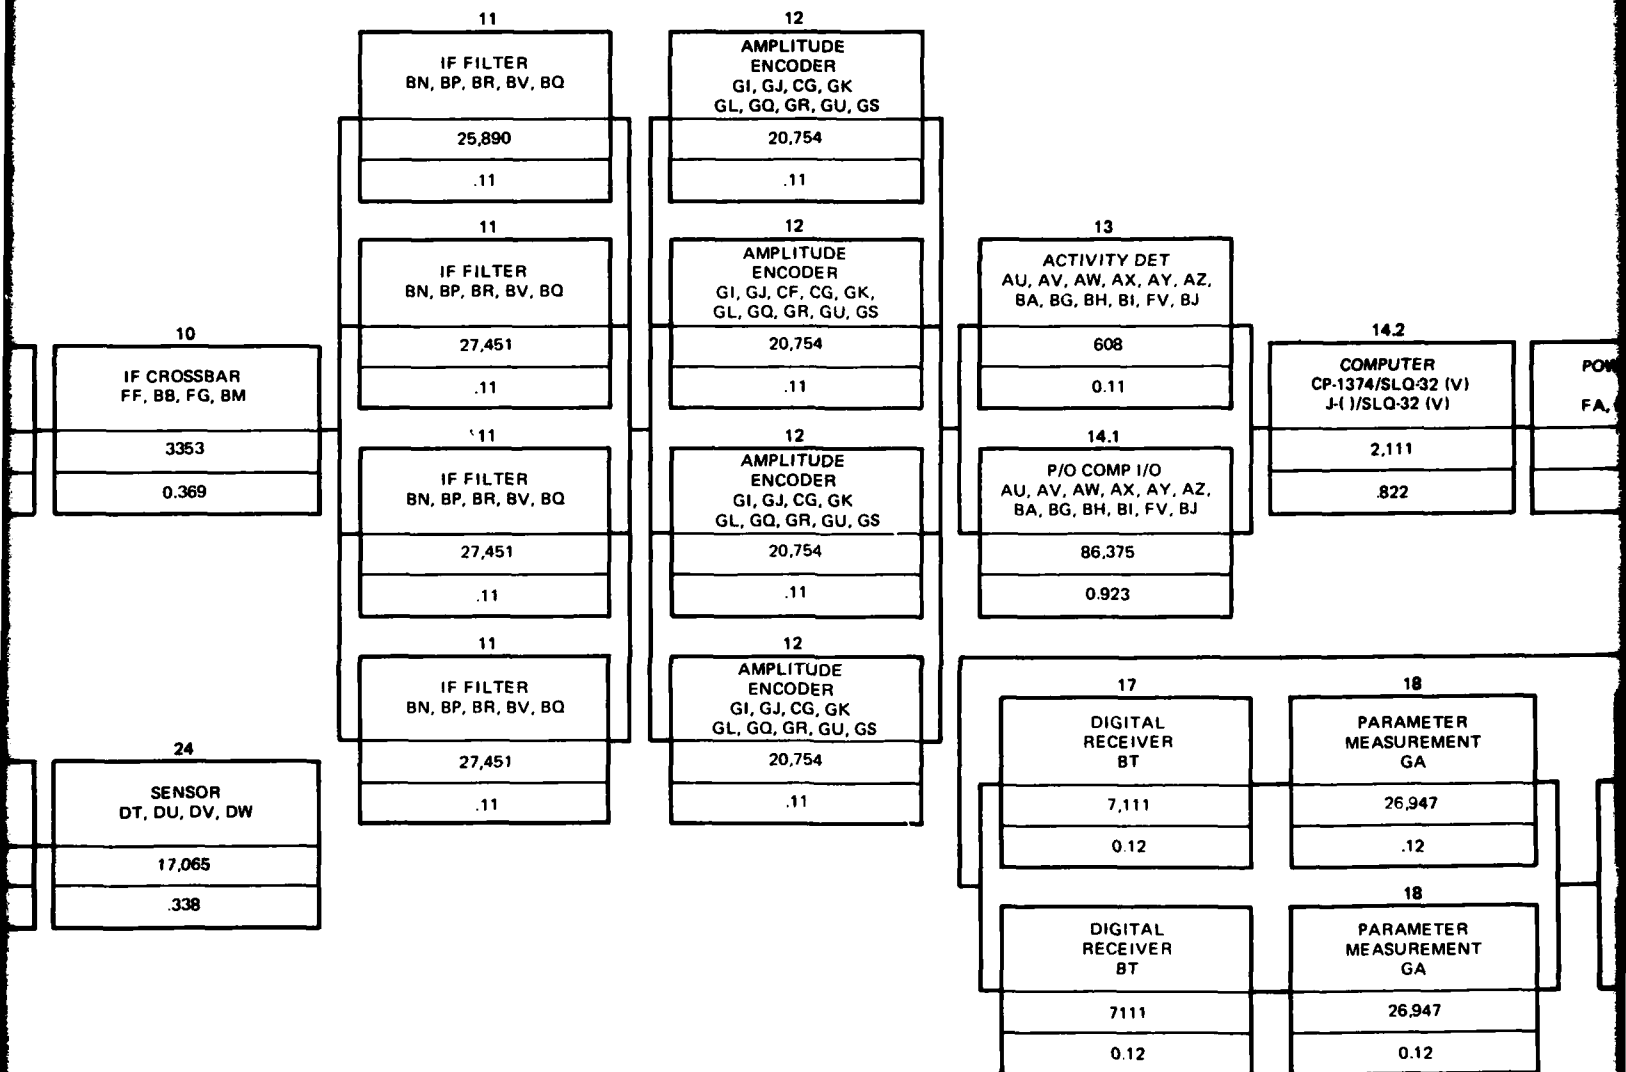 10
IF CROSSBAR
FF, BB, FG, BM
3353
0.369
24
SENSOR
DT, DU, DV, DW
17,065
.338
11
IF FILTER
BN, BP, BR, BV, BQ
25,890
.11
11
IF FILTER
BN, BP, BR, BV, BQ
27,451
.11
11
IF FILTER
BN, BP, BR, BV, BQ
27,451
.11
11
IF FILTER
BN, BP, BR, BV, BQ
27,451
.11
12
AMPLITUDE
ENCODER
GI, GJ, CG, GK
GL, GQ, GR, GU, GS
20,754
.11
12
AMPLITUDE
ENCODER
GI, GJ, CF, CG, GK,
GL, GQ, GR, GU, GS
20,754
.11
12
AMPLITUDE
ENCODER
GI, GJ, CG, GK
GL, GQ, GR, GU, GS
20,754
.11
12
AMPLITUDE
ENCODER
GI, GJ, CG, GK
GL, GQ, GR, GU, GS
20,754
.11
13
ACTIVITY DET
AU, AV, AW, AX, AY, AZ,
BA, BG, BH, BI, FV, BJ
608
0.11
14.1
P/O COMP I/O
AU, AV, AW, AX, AY, AZ,
BA, BG, BH, BI, FV, BJ
86,375
0.923
14.2
COMPUTER
CP-1374/SLQ-32 (V)
J-( )/SLQ-32 (V)
2,111
.822
FA,
17
DIGITAL
RECEIVER
BT
7,111
0.12
18
PARAMETER
MEASUREMENT
GA
26,947
.12
DIGITAL
RECEIVER
BT
7111
0.12
18
PARAMETER
MEASUREMENT
GA
26,947
0.12